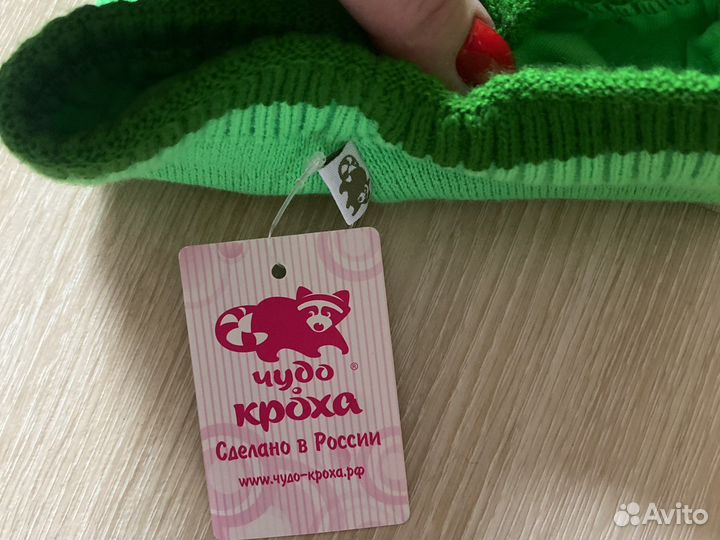 чудо ®
кроха
Сделано в России
www.чудо-кроха.рф
Avito